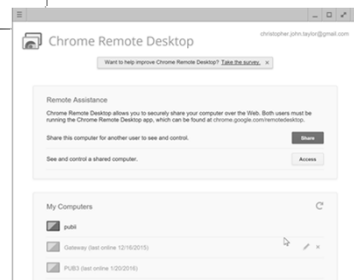 christopher.john.taylor@gmail.com
Chrome Remote Desktop
Want to help improve Chrome Remote Desktop? Take the survey.
Remote Assistance
Chrome Remote Desktop allows you to securely share your computer over the Web. Both users must be
running the Chrome Remote Desktop app, which can be found at chrome.google.com/remotedesktop.
Share this computer for another user to see and control. Share
See and control a shared computer. Access
My Computers
publl
Gateway (last online 12/16/2015)
PUB3 (last online 1/20/2016)